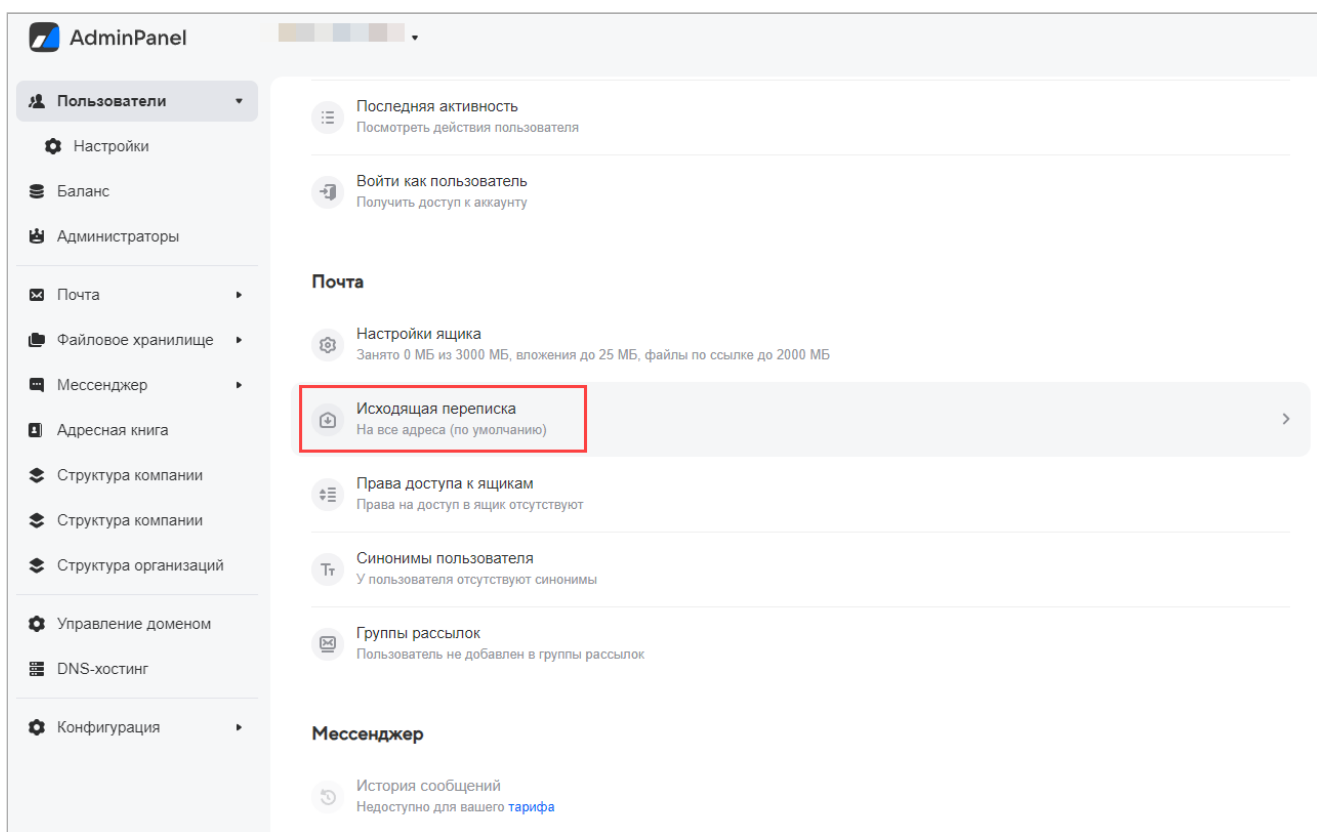 AdminPanel
Пользователи
Настройки
Баланс
Администраторы
Почта
Файловое хранилище
Мессенджер
Адресная книга
Структура компании
Структура компании
Структура организаций
Управление доменом
DNS-хостинг
Конфигурация
Последняя активность
Посмотреть действия пользователя
Войти как пользователь
Получить доступ к аккаунту
Почта
Настройки ящика
Занято 0 МБ из 3000 МБ, вложения до 25 МБ, файлы по ссылке до 2000 МБ
Исходящая переписка
На все адреса (по умолчанию)
Права доступа к ящикам
Права на доступ в ящик отсутствуют
Синонимы пользователя
У пользователя отсутствуют синонимы
Группы рассылок
Пользователь не добавлен в группы рассылок
Мессенджер
История сообщений
Недоступно для вашего тарифа